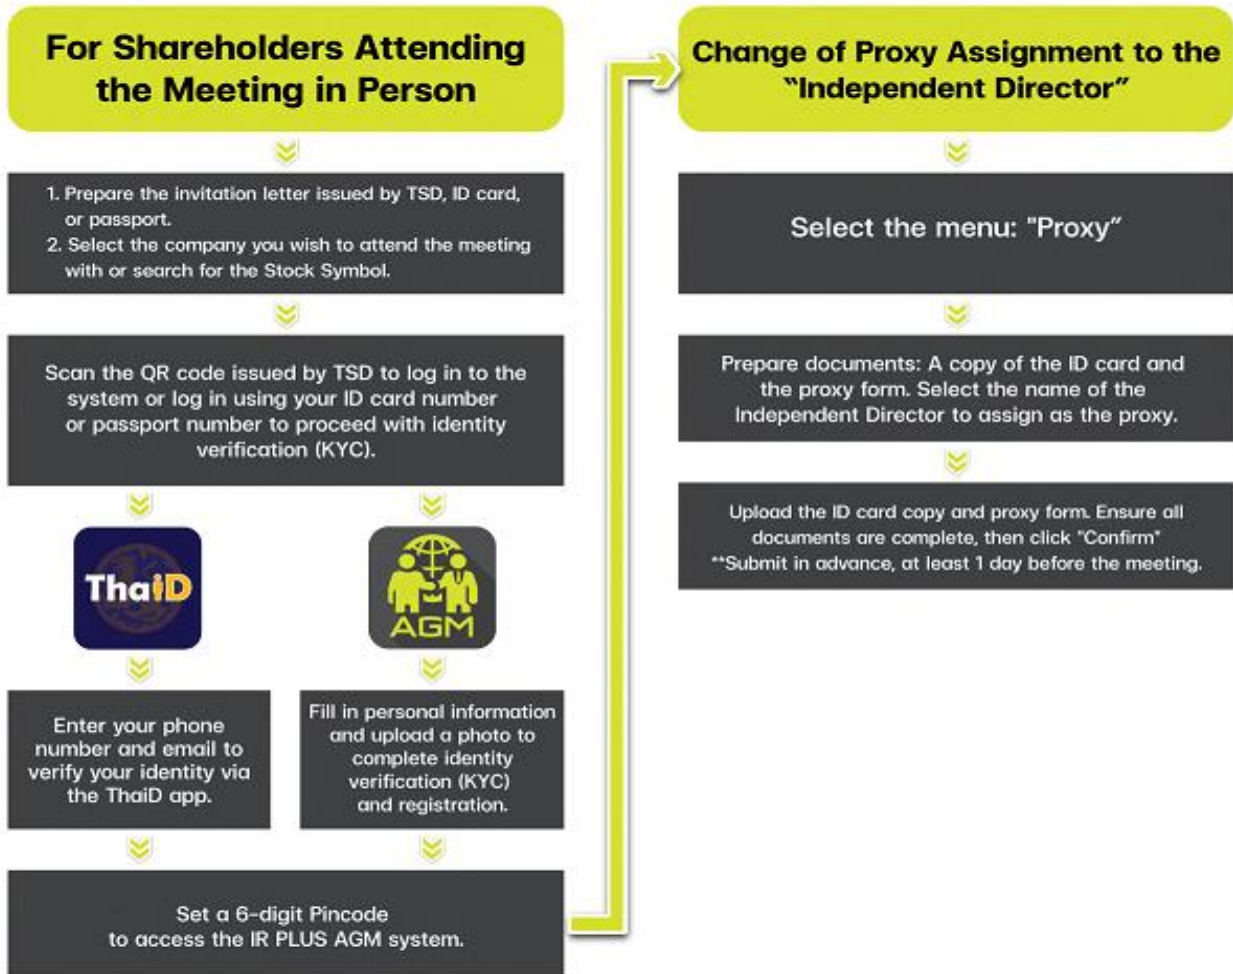 For Shareholders Attending
the Meeting in Person
1. Prepare the invitation letter issued by TSD, ID card,
or passport.
2. Select the company you wish to attend the meeting
with or search for the Stock Symbol.
Scan the QR code issued by TSD to log in to the
system or log in using your ID card number
or passport number to proceed with identity
verification (KYC).
ThaiD
AGM
Enter your phone
number and email to
verify your identity via
the ThaiD app.
Fill in personal information
and upload a photo to
complete identity
verification (KYC)
and registration.
Set a 6-digit Pincode
to access the IR PLUS AGM system.
Change of Proxy Assignment to the
“Independent Director”
Select the menu: "Proxy”
Prepare documents: A copy of the ID card and
the proxy form. Select the name of the
Independent Director to assign as the proxy.
Upload the ID card copy and proxy form. Ensure all
documents are complete, then click "Confirm"
**Submit in advance, at least 1 day before the meeting.